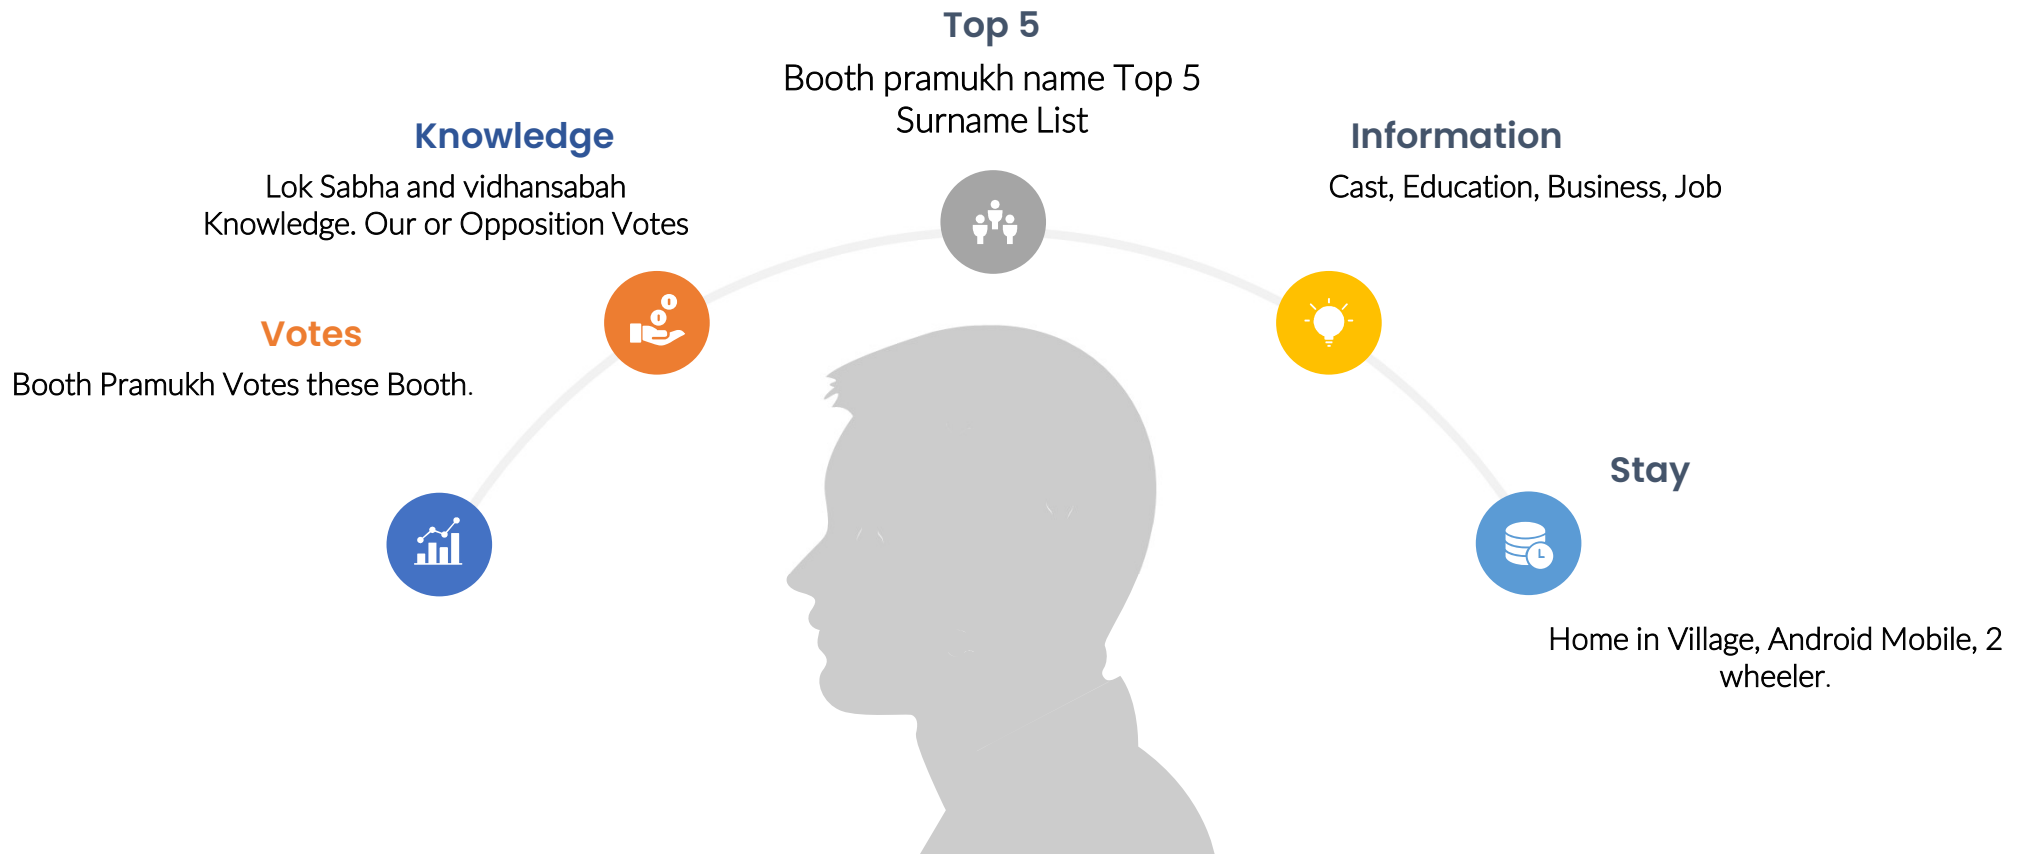 Top 5
Booth pramukh name Top 5
Surname List
Knowledge
Lok Sabha and vidhansabah
Knowledge. Our or Opposition Votes
Information
Cast, Education, Business, Job
Votes
Booth Pramukh Votes these Booth.
Stay
Home in Village, Android Mobile, 2
wheeler.